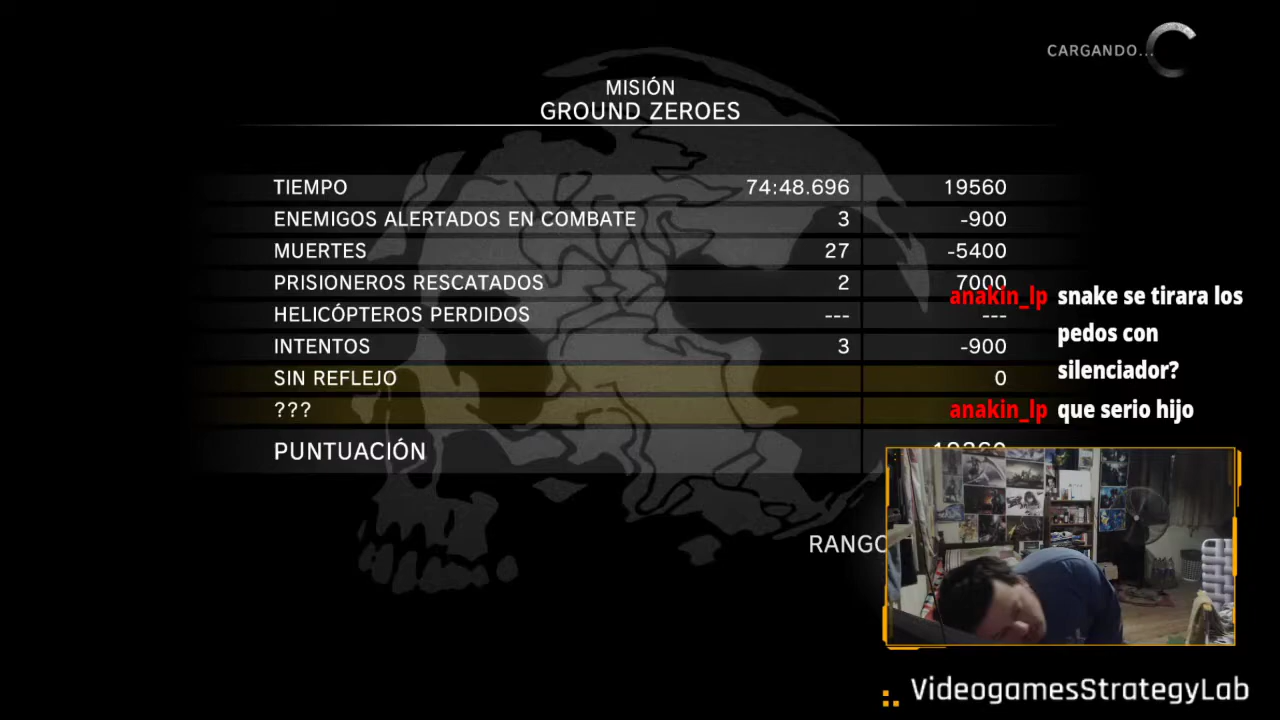 CARGANDO...
MISIÓN
GROUND ZEROES
TIEMPO 74:48.696 19560
ENEMIGOS ALERTADOS EN COMBATE 3 -900
MUERTES 27 -5400
PRISIONEROS RESCATADOS 2 7000
HELICÓPTEROS PERDIDOS --- ---
INTENTOS 3 -900
SIN REFLEJO 0
???
PUNTUACIÓN
RANGO
anakin_lp snake se tirara los
pedos con
silenciador?
anakin_lp que serio hijo
VideogamesStrategyLab